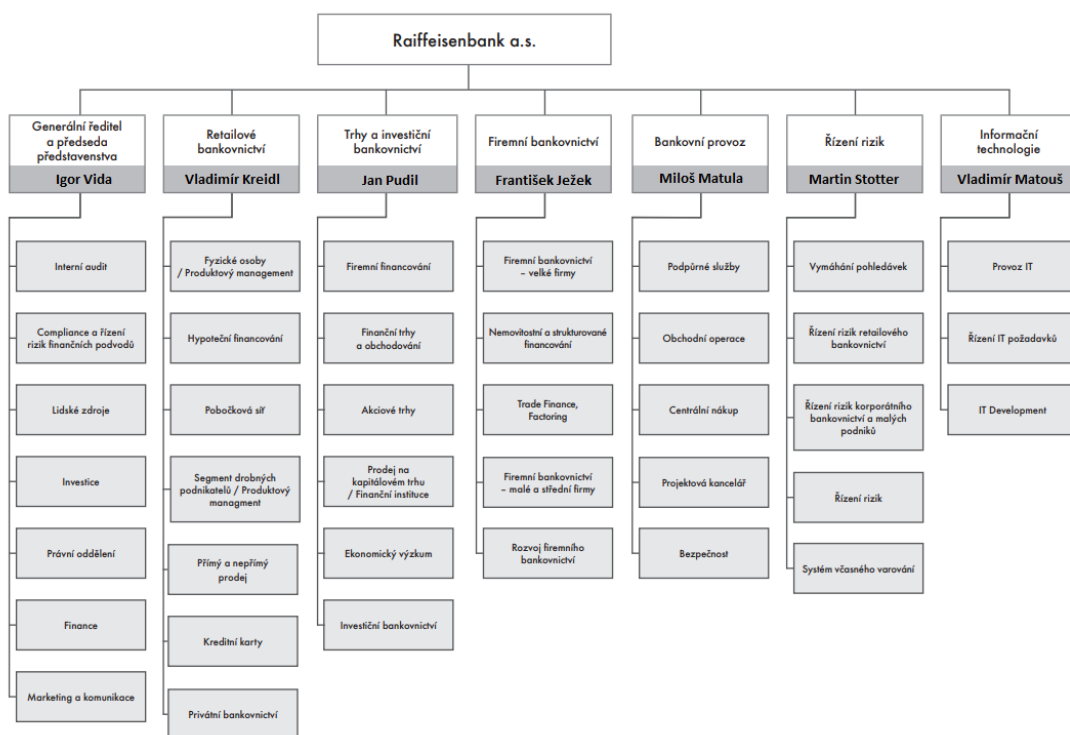 Raiffeisenbank a.s.
Generální ředitel
a předseda
představenstva
Igor Vida
Interní audit
Compliance a řízení
rizik finančních podvodů
Lidské zdroje
Investice
Právní oddělení
Finance
Marketing a komunikace
Retailové
bankovnictví
Vladimír Kreidl
Fyzické osoby
/ Produktový management
Hypoteční financování
Pobočková síť
Segment drobných
podnikatelů / Produktový
managment
Přímý a nepřímý
prodej
Kreditní karty
Privátní bankovnictví
Trhy a investiční
bankovnictví
Jan Pudil
Firemní financování
Finanční trhy
a obchodování
Akciové trhy
Prodej na
kapitálovém trhu
/ Finanční instituce
Ekonomický výzkum
Investiční bankovnictví
Firemní bankovnictví
František Ježek
Firemní bankovnictví
– velké firmy
Nemovitostní a strukturované
financování
Trade Finance,
Factoring
Firemní bankovnictví
– malé a střední firmy
Rozvoj firemního
bankovnictví
Bankovní provoz
Miloš Matula
Podpůrné služby
Obchodní operace
Centrální nákup
Projektová kancelář
Bezpečnost
Řízení rizik
Martin Stotter
Vymáhání pohledávek
Řízení rizik retailového
bankovnictví
Řízení rizik korporátního
bankovnictví a malých
podniků
Řízení rizik
Systém včasného varování
Informační
technologie
Vladimír Matouš
Provoz IT
Řízení IT požadavků
IT Development